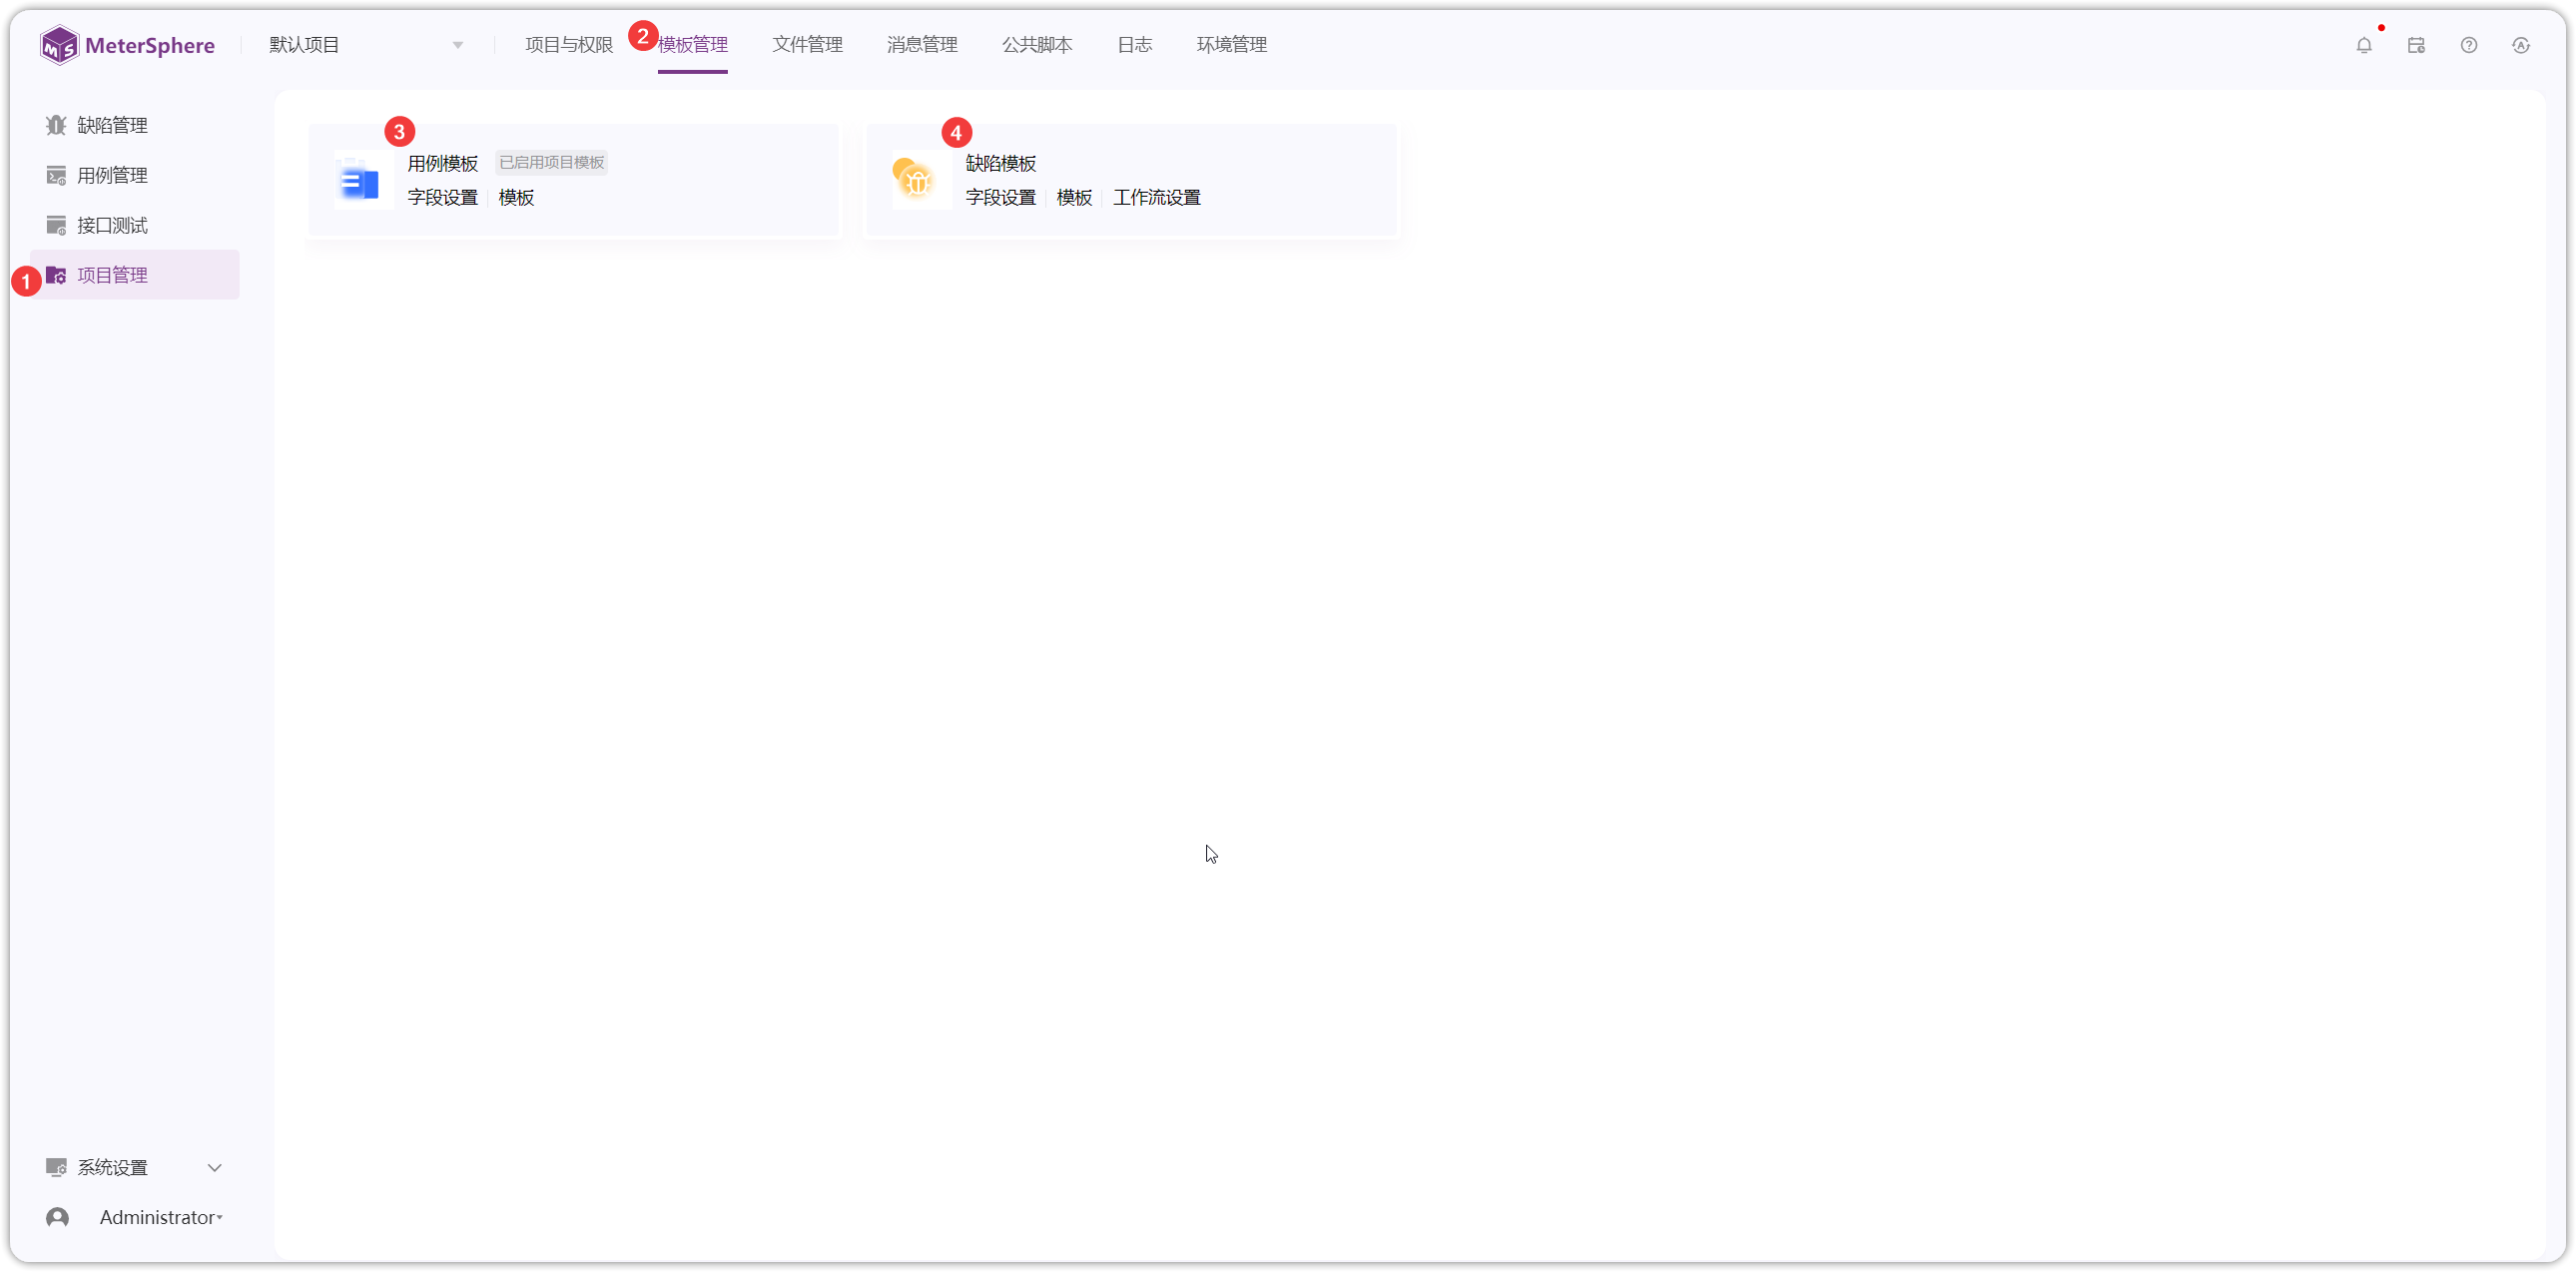 MeterSphere 默认项目 项目与权限 2 模板管理 文件管理 消息管理 公共脚本 日志 环境管理
缺陷管理
用例管理
接口测试
1 项目管理
3
用例模板 已启用项目模板
字段设置 模板
4
缺陷模板
字段设置 模板 工作流设置
系统设置
Administrator